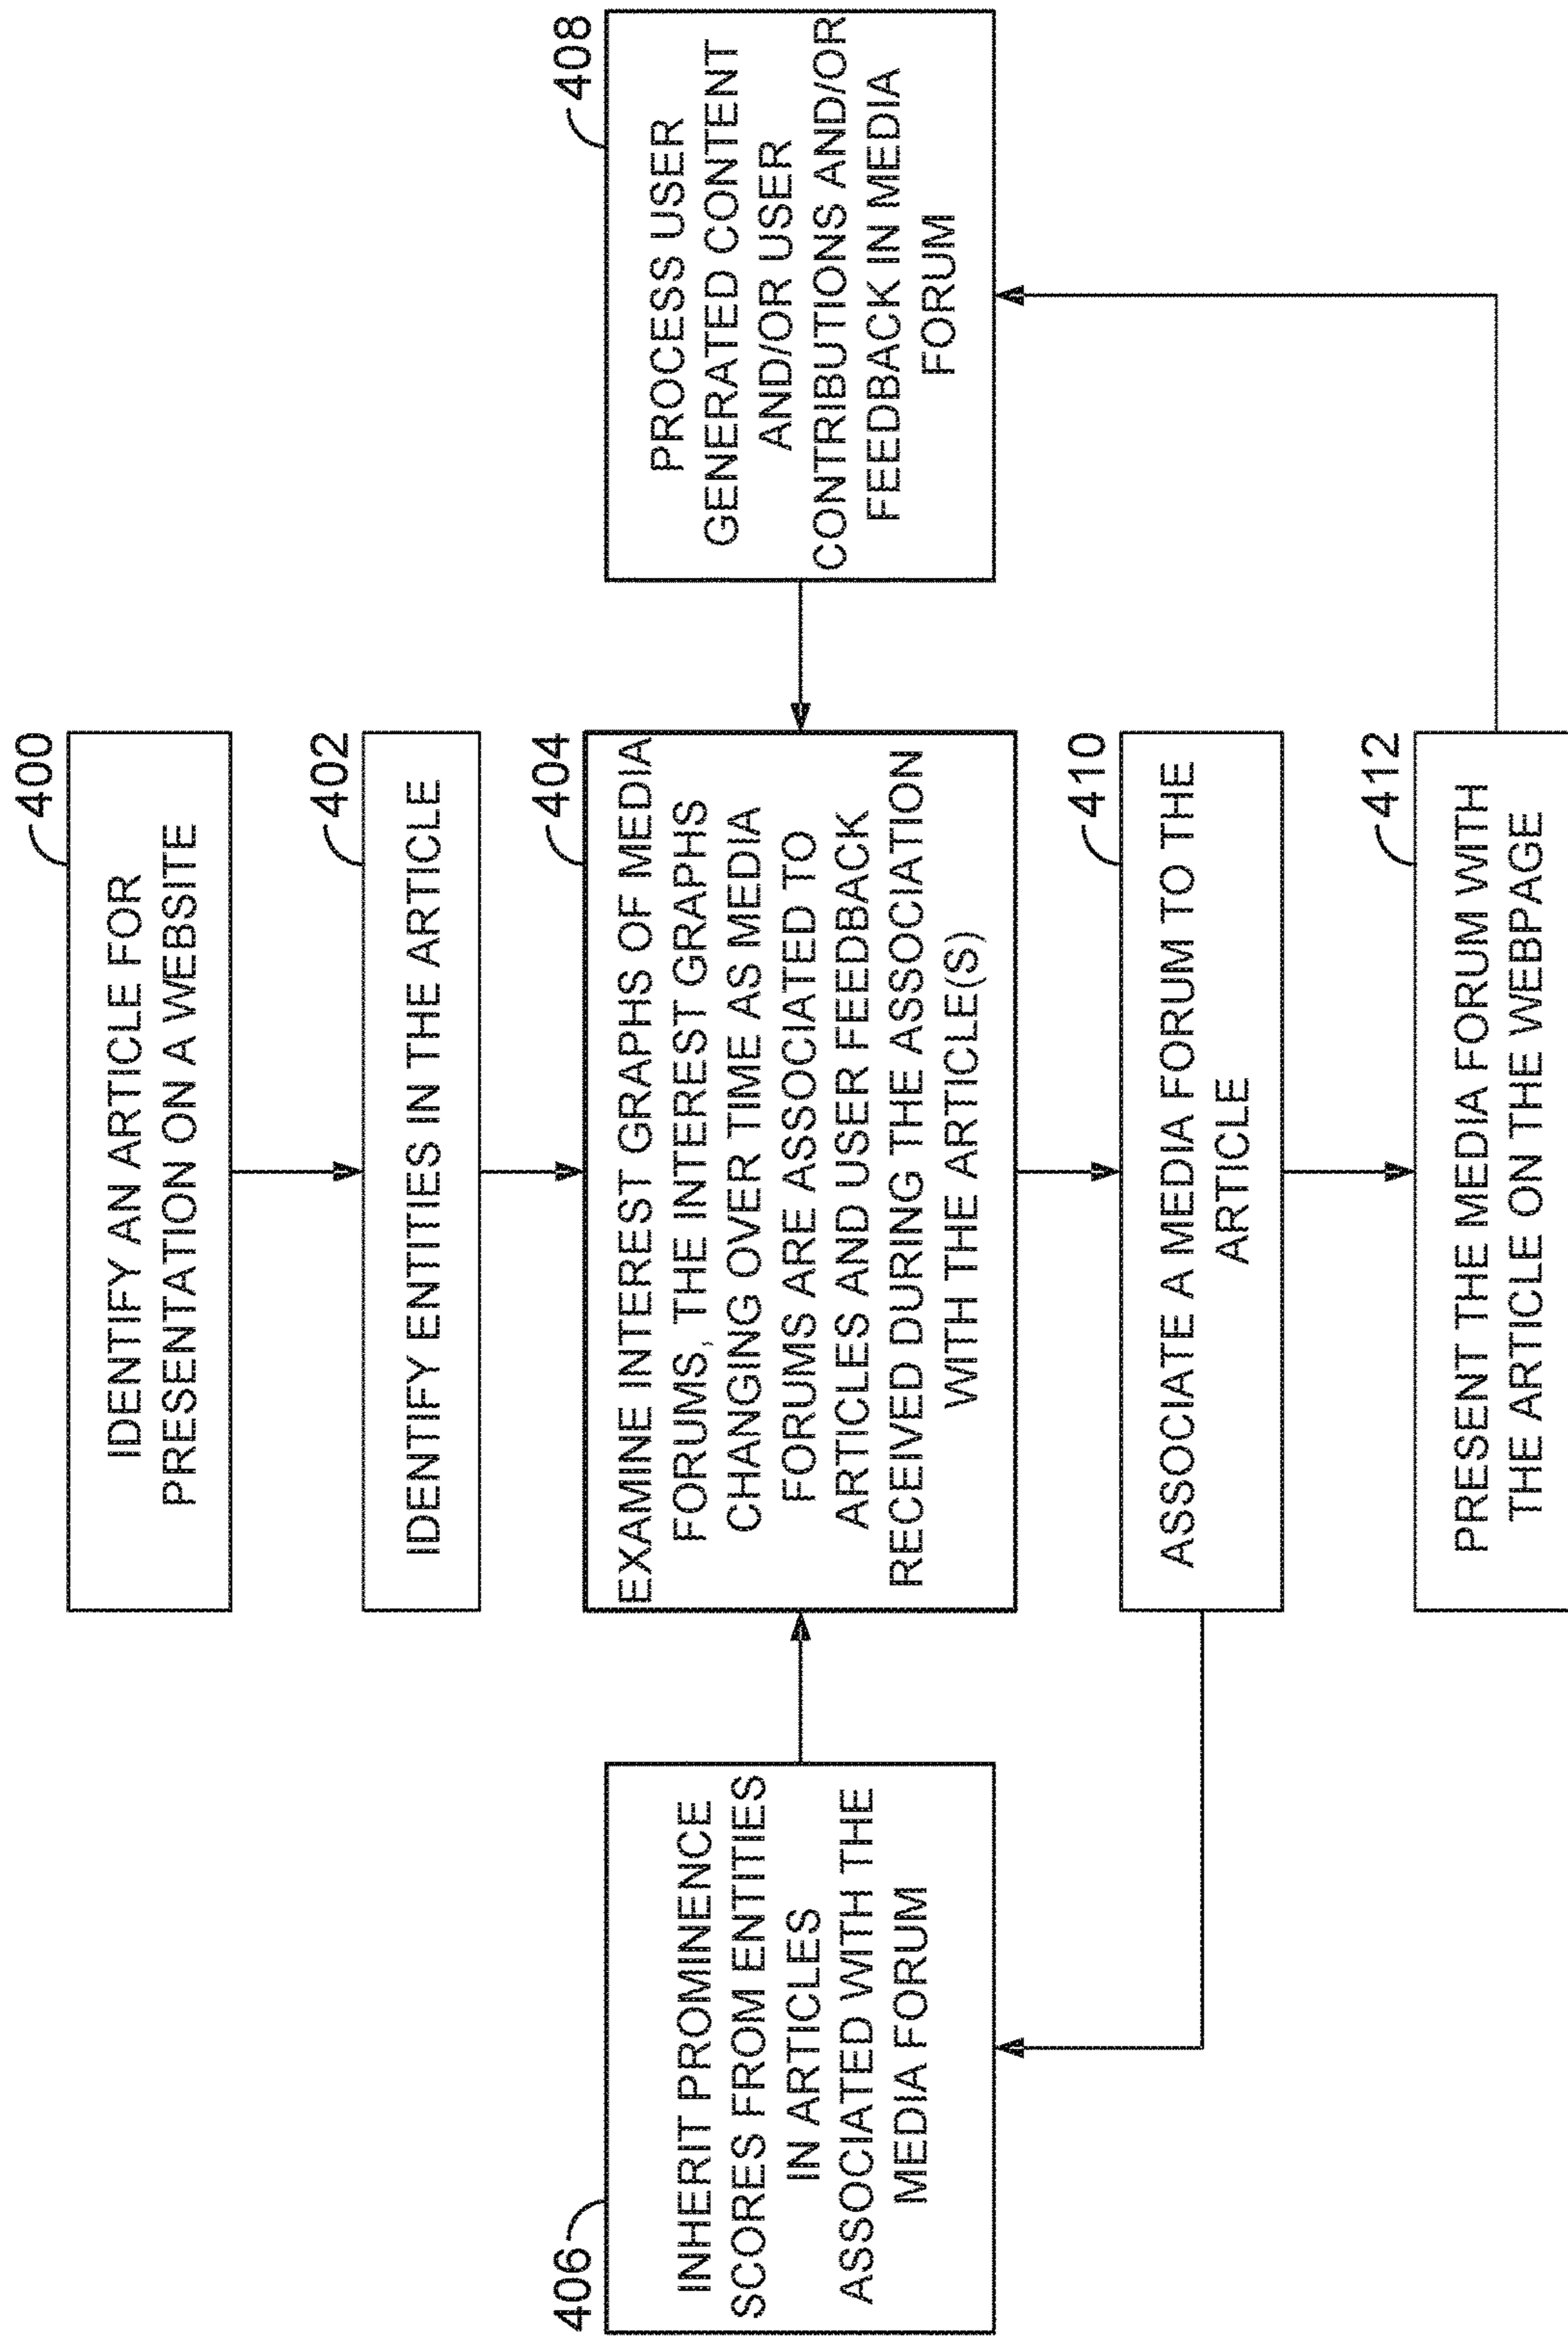 400
IDENTIFY AN ARTICLE FOR
PRESENTATION ON A WEBSITE
402
IDENTIFY ENTITIES IN THE ARTICLE
404
EXAMINE INTEREST GRAPHS OF MEDIA
FORUMS, THE INTEREST GRAPHS
CHANGING OVER TIME AS MEDIA
FORUMS ARE ASSOCIATED TO
ARTICLES AND USER FEEDBACK
RECEIVED DURING THE ASSOCIATION
WITH THE ARTICLE(S)
406
INHERIT PROMINENCE
SCORES FROM ENTITIES
IN ARTICLES
ASSOCIATED WITH THE
MEDIA FORUM
408
PROCESS USER
GENERATED CONTENT
AND/OR USER
CONTRIBUTIONS AND/OR
FEEDBACK IN MEDIA
FORUM
410
ASSOCIATE A MEDIA FORUM TO THE
ARTICLE
412
PRESENT THE MEDIA FORUM WITH
THE ARTICLE ON THE WEBPAGE